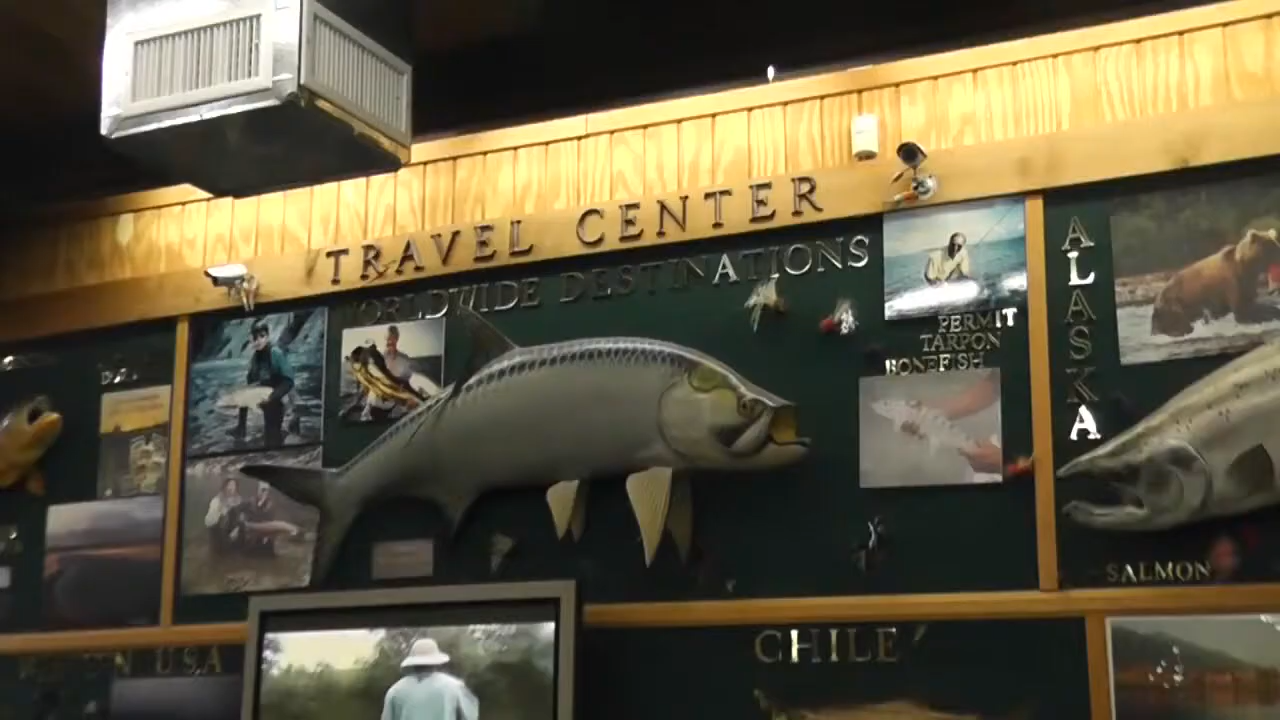 TRAVEL CENTER
WORLDWIDE DESTINATIONS
PERMIT
TARPON
BONEFISH
ALASKA
SALMON
USA
CHILE